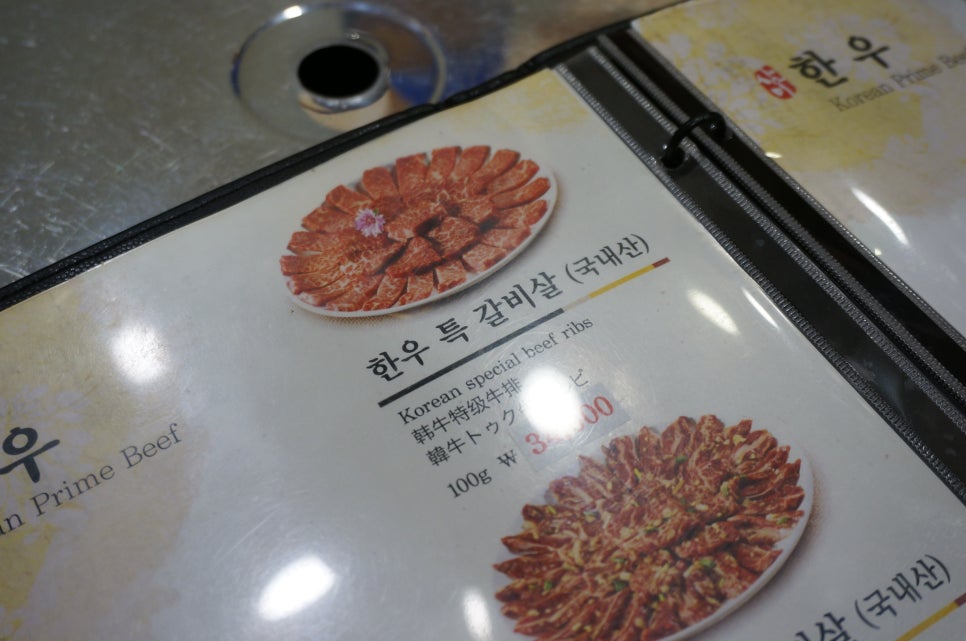 한우
Korean Prime Beef
한우 특 갈비살 (국내산)
Korean special beef ribs
韩牛特级牛排
韓牛トゥク
100g ₩
우
Prime Beef
(국내산)